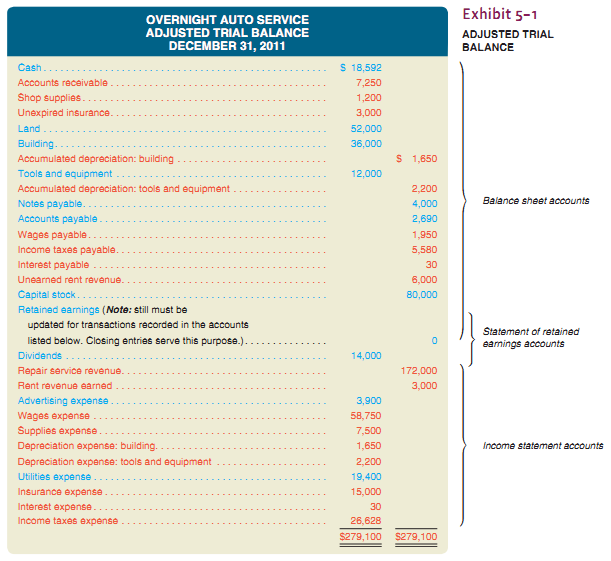 OVERNIGHT AUTO SERVICE
ADJUSTED TRIAL BALANCE
DECEMBER 31, 2011
Exhibit 5–1
ADJUSTED TRIAL
BALANCE
Cash $ 18,592
Accounts receivable 7,250
Shop supplies 1,200
Unexpired insurance 3,000
Land 52,000
Building 36,000
Accumulated depreciation: building $ 1,650
Tools and equipment 12,000
Accumulated depreciation: tools and equipment 2,200
Notes payable 4,000
Accounts payable 2,690
Wages payable 1,950
Income taxes payable 5,580
Interest payable 30
Unearned rent revenue 6,000
Capital stock 80,000
Retained earnings (Note: still must be
updated for transactions recorded in the accounts
listed below. Closing entries serve this purpose.) 0
Dividends 14,000
Repair service revenue 172,000
Rent revenue earned 3,000
Advertising expense 3,900
Wages expense 58,750
Supplies expense 7,500
Depreciation expense: building 1,650
Depreciation expense: tools and equipment 2,200
Utilities expense 19,400
Insurance expense 15,000
Interest expense 30
Income taxes expense 26,628
$279,100 $279,100
Balance sheet accounts
Statement of retained
earnings accounts
Income statement accounts